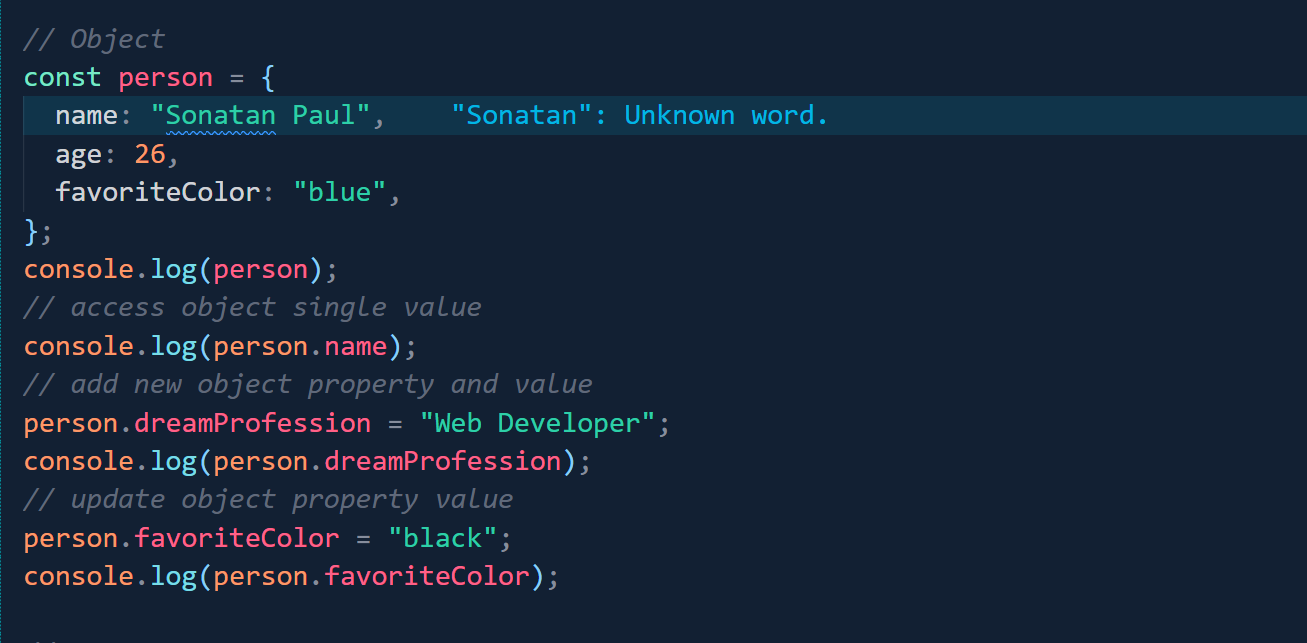 // Object
const person = {
  name: "Sonatan Paul",    "Sonatan": Unknown word.
  age: 26,
  favoriteColor: "blue",
};
console.log(person);
// access object single value
console.log(person.name);
// add new object property and value
person.dreamProfession = "Web Developer";
console.log(person.dreamProfession);
// update object property value
person.favoriteColor = "black";
console.log(person.favoriteColor);